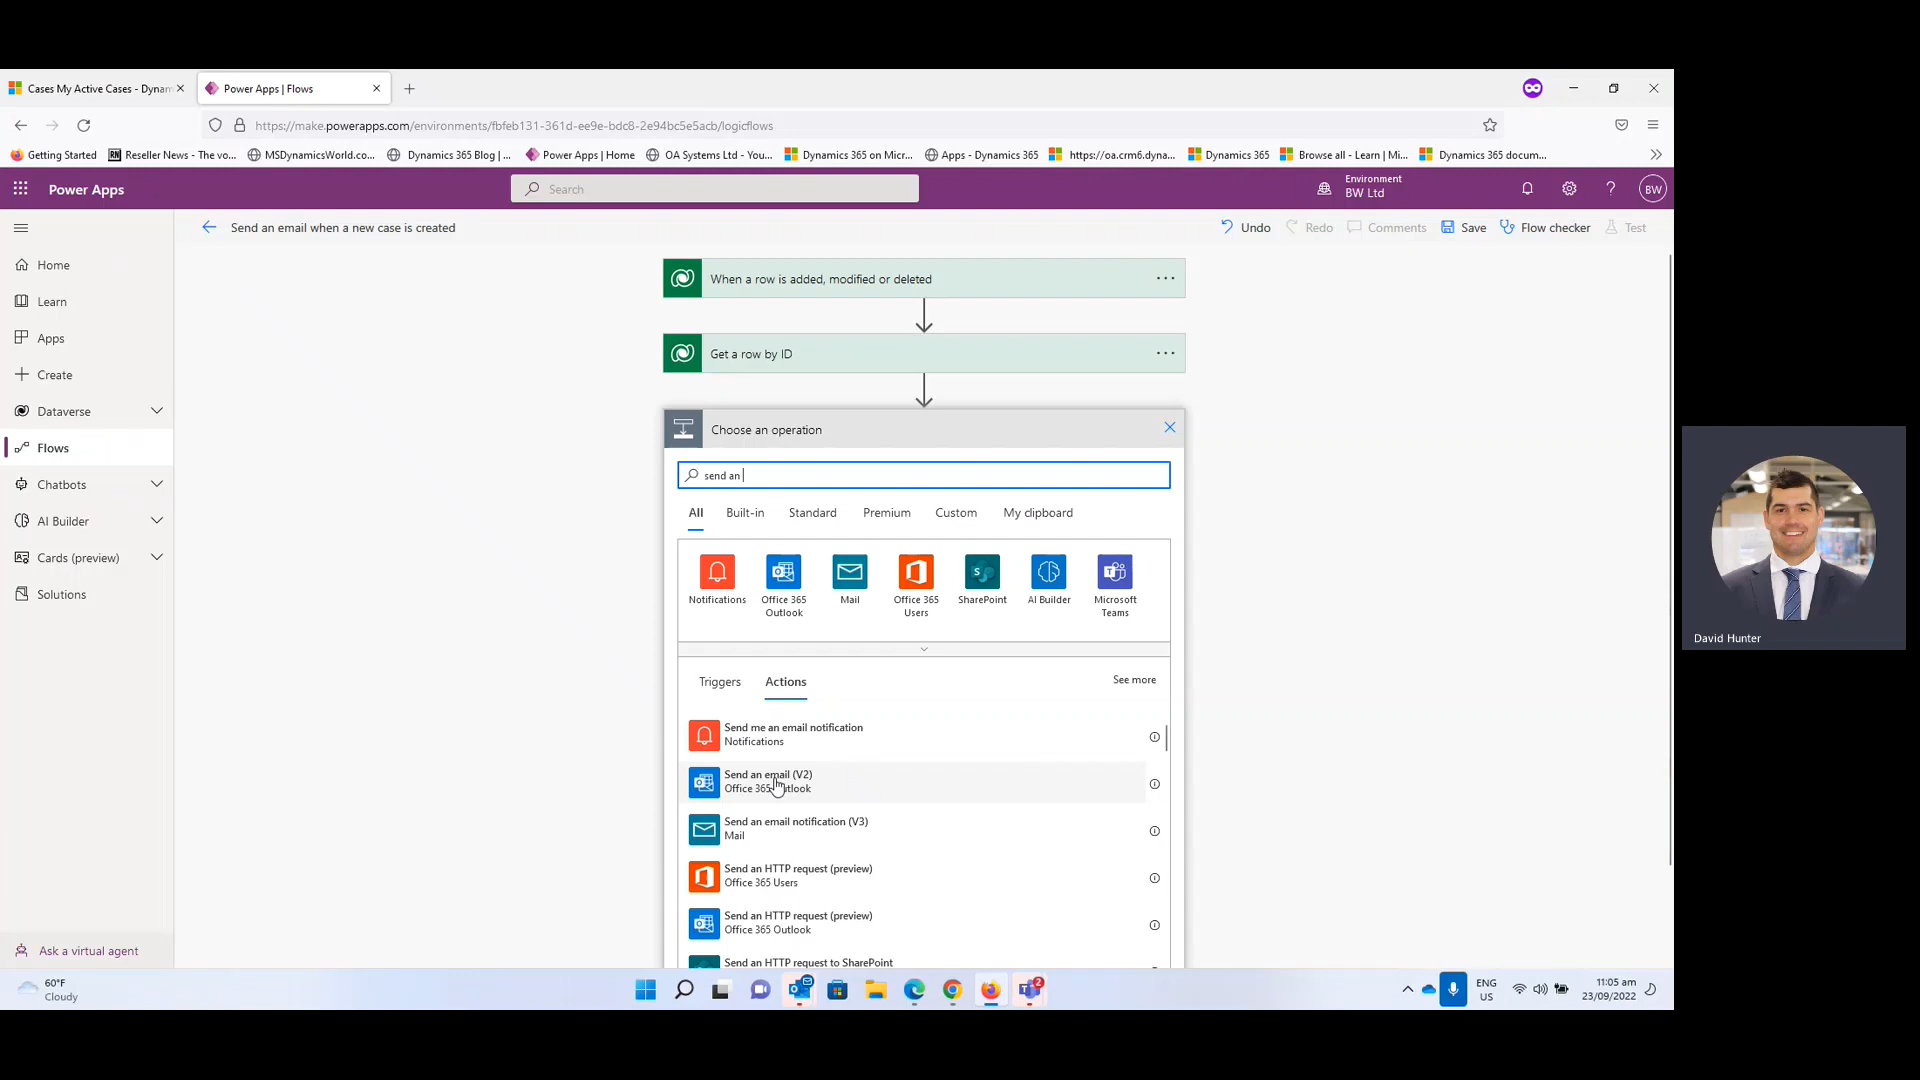 Cases My Active Cases - Dynam
Power Apps | Flows
https://make.powerapps.com/environments/fbfeb131-361d-ee9e-bdc8-2e94bc5e5acb/logicflows
Getting Started
RN
Reseller News - The vo...
MSDynamicsWorld.co...
Dynamics 365 Blog | ...
Power Apps | Home
OA Systems Ltd - You...
Dynamics 365 on Micr...
Apps - Dynamics 365
https://oa.crm6.dyna...
Dynamics 365
Browse all - Learn | Mi...
Dynamics 365 docum...
Power Apps
Search
Environment
BW Ltd
BW
Send an email when a new case is created
Undo
Redo
Comments
Save
Flow checker
Test
Home
Learn
Apps
Create
Dataverse
Flows
Chatbots
AI Builder
Cards (preview)
Solutions
Ask a virtual agent
When a row is added, modified or deleted
Get a row by ID
Choose an operation
send an
All
Built-in
Standard
Premium
Custom
My clipboard
Notifications
Office 365
Outlook
Mail
Office 365
Users
SharePoint
AI Builder
Microsoft
Teams
Triggers
Actions
See more
Send me an email notification
Notifications
Send an email (V2)
Office 365 Outlook
Send an email notification (V3)
Mail
Send an HTTP request (preview)
Office 365 Users
Send an HTTP request (preview)
Office 365 Outlook
Send an HTTP request to SharePoint
David Hunter
60°F
Cloudy
2
ENG
US
11:05 am
23/09/2022